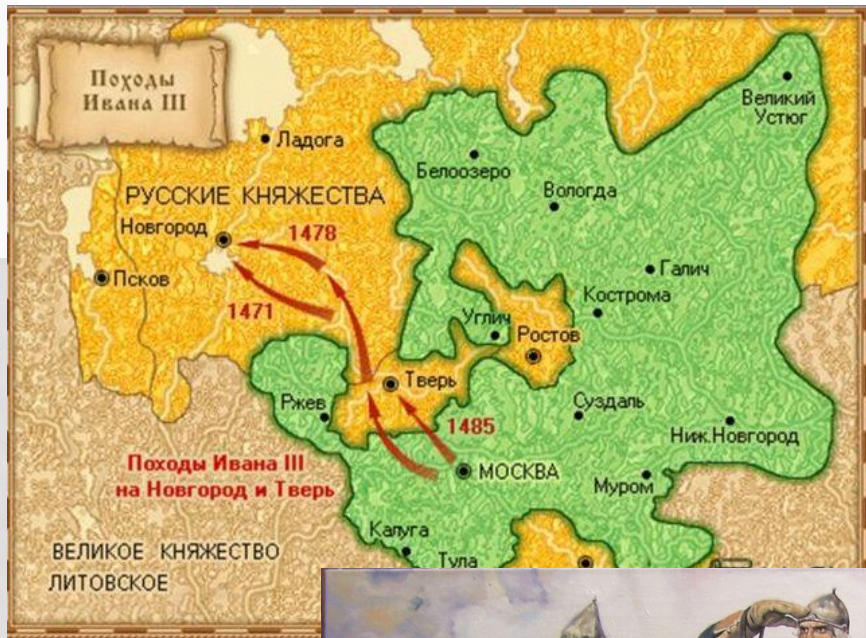 Походы
Ивана III
Великий
Устюг
Ладога
Белоозеро
Вологда
РУССКИЕ КНЯЖЕСТВА
Новгород
1478
Псков
Галич
1471
Кострома
Углич
Ростов
Тверь
Ржев
Суздаль
1485
Ниж.Новгород
Походы Ивана III
на Новгород и Тверь
МОСКВА
Муром
Калуга
Тула
ВЕЛИКОЕ КНЯЖЕСТВО
ЛИТОВСКОЕ